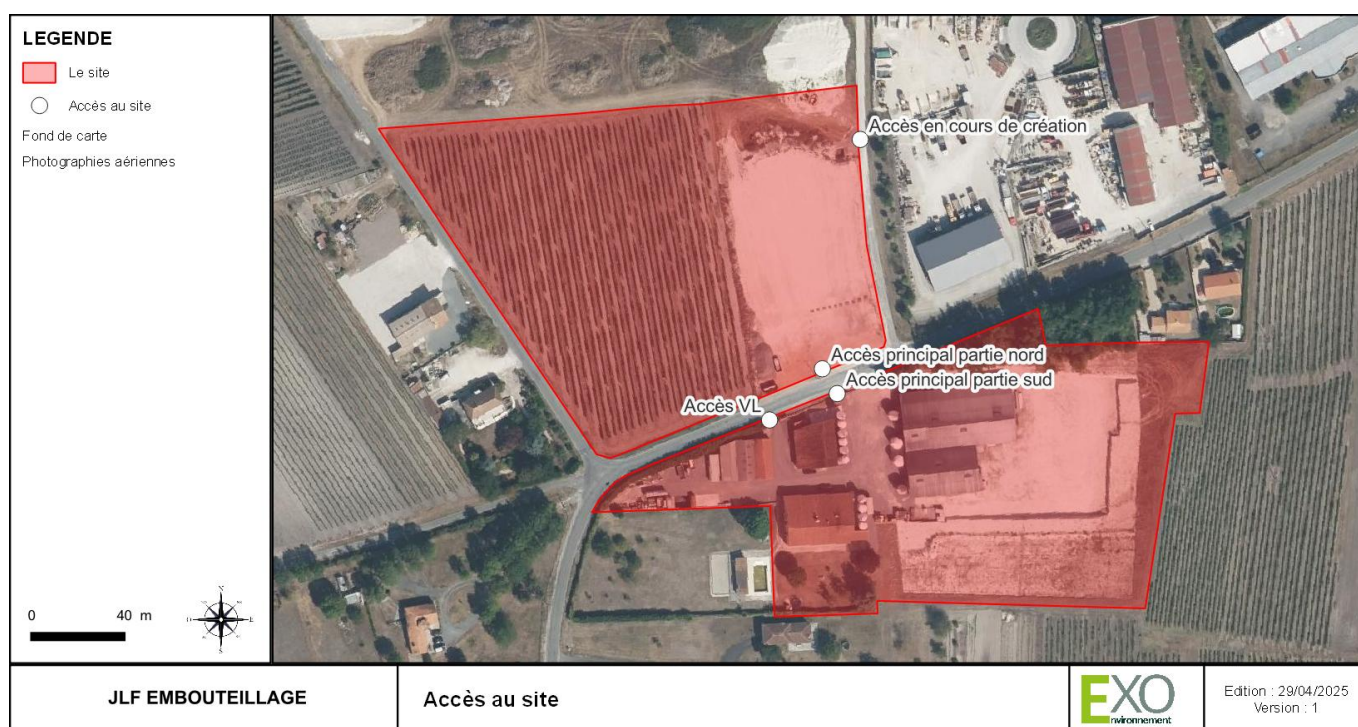 LEGENDE
Le site
Accès au site
Fond de carte
Photographies aériennes
0 40 m
Accès en cours de création
Accès principal partie nord
Accès principal partie sud
Accès VL
JLF EMBOUTEILLAGE
Accès au site
EXO
nvironnement
Edition : 29/04/2025
Version : 1